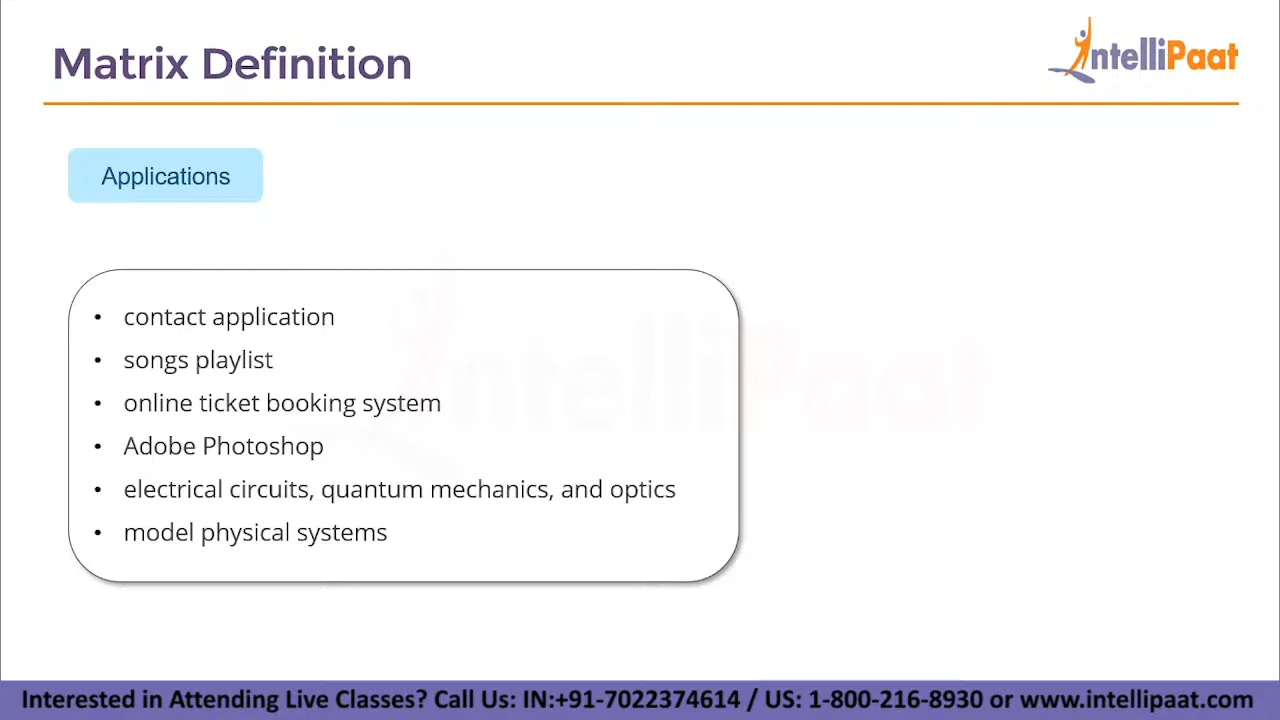 Matrix Definition
IntelliPaat
Applications
• contact application
• songs playlist
• online ticket booking system
• Adobe Photoshop
• electrical circuits, quantum mechanics, and optics
• model physical systems
IntelliPaat
Interested in Attending Live Classes? Call Us: IN:+91-7022374614 / US: 1-800-216-8930 or www.intellipaat.com